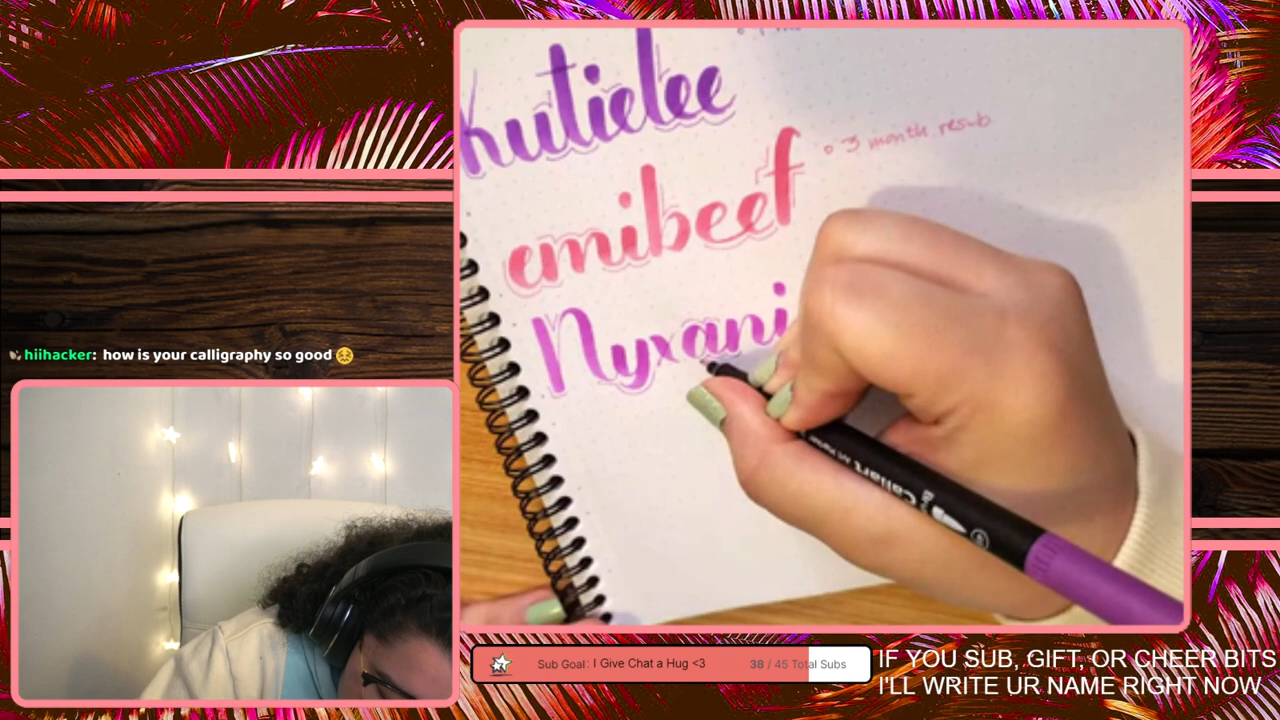 Kutielee
emibeef
3 month resub
Nyxani
hiihacker: how is your calligraphy so good 😣
Sub Goal: I Give Chat a Hug <3 38 / 45 Total Subs
IF YOU SUB, GIFT, OR CHEER BITS
I'LL WRITE UR NAME RIGHT NOW